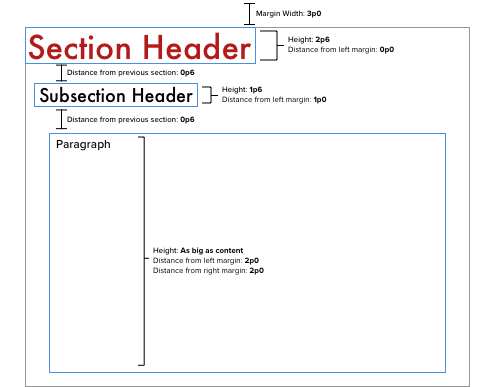 Margin Width: 3p0
Section Header
Height: 2p6
Distance from left margin: 0p0
Distance from previous section: 0p6
Subsection Header
Height: 1p6
Distance from left margin: 1p0
Distance from previous section: 0p6
Paragraph
Height: As big as content
Distance from left margin: 2p0
Distance from right margin: 2p0